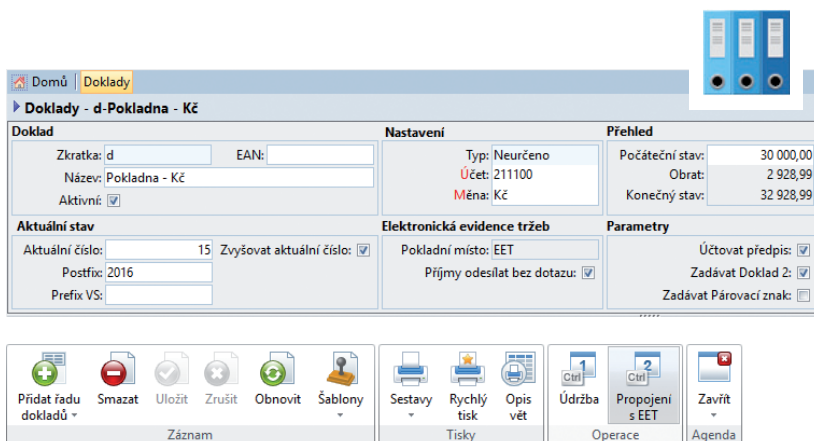 Domů Doklady
Doklady - d-Pokladna - Kč
Doklad Nastavení Přehled
Zkratka: d EAN: Typ: Neurčeno Počáteční stav: 30 000,00
Název: Pokladna - Kč Účet: 211100 Obrat: 2 928,99
Aktivní: Měna: Kč Konečný stav: 32 928,99
Aktuální stav Elektronická evidence tržeb Parametry
Aktuální číslo: 15 Zvyšovat aktuální číslo: Pokladní místo: EET Účtovat předpis:
Postfix: 2016 Příjmy odesílat bez dotazu: Zadávat Doklad 2:
Prefix VS: Zadávat Párovací znak:
1 2
Ctrl Ctrl
Přidat řadu Smazat Uložit Zrušit Obnovit Šablony Sestavy Rychlý Opis Údržba Propojení Zavřít
dokladů tisk vět s EET
Záznam Tisky Operace Agenda